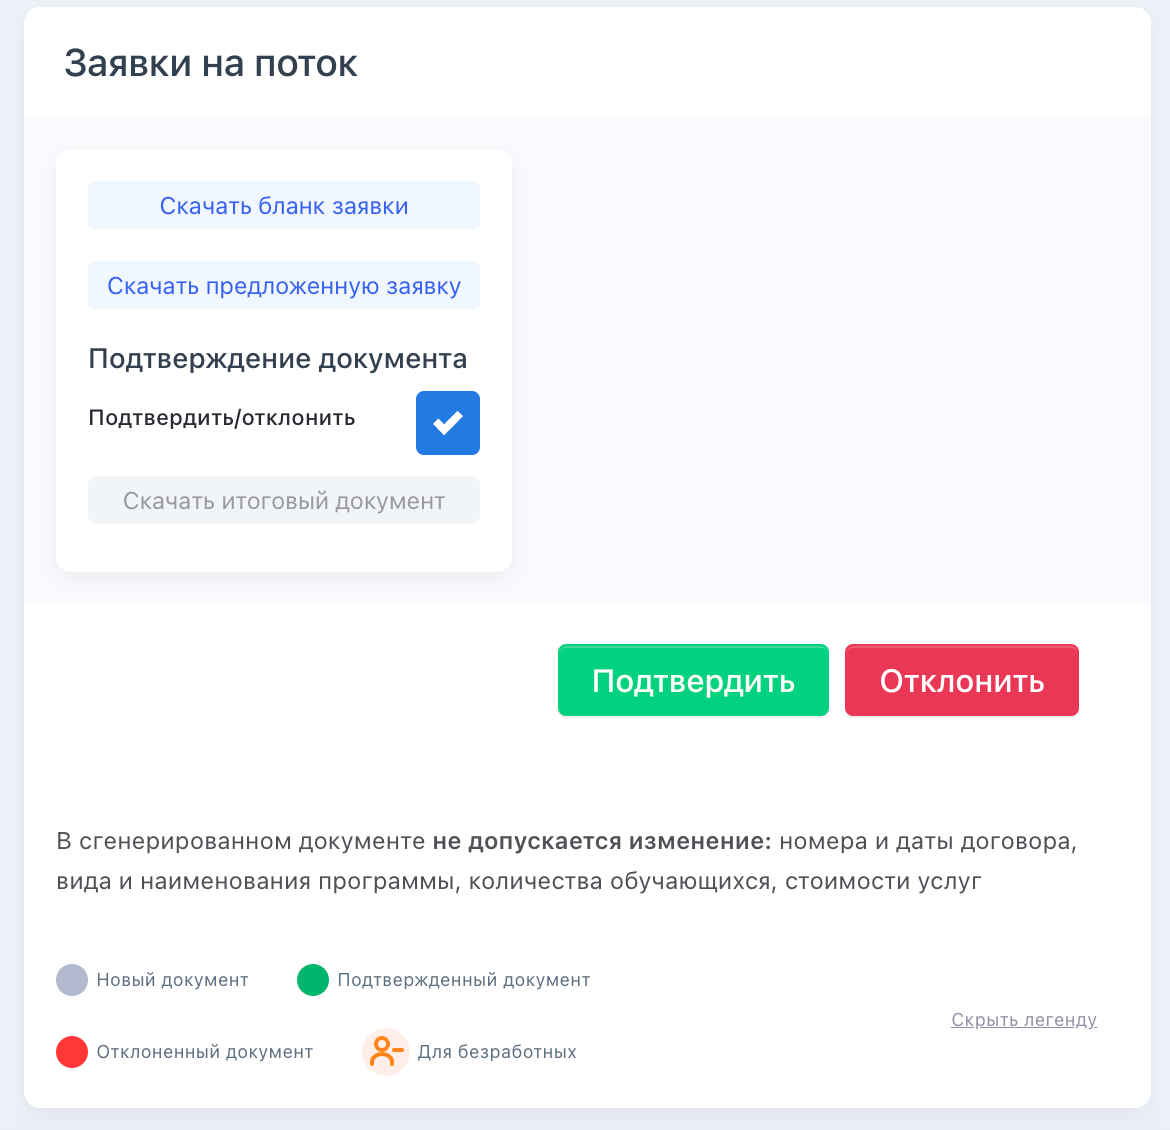 Заявки на поток
Скачать бланк заявки
Скачать предложенную заявку
Подтверждение документа
Подтвердить/отклонить
Скачать итоговый документ
Подтвердить
Отклонить
В сгенерированном документе не допускается изменение: номера и даты договора,
вида и наименования программы, количества обучающихся, стоимости услуг
Новый документ
Подтвержденный документ
Скрыть легенду
Отклоненный документ
Для безработных